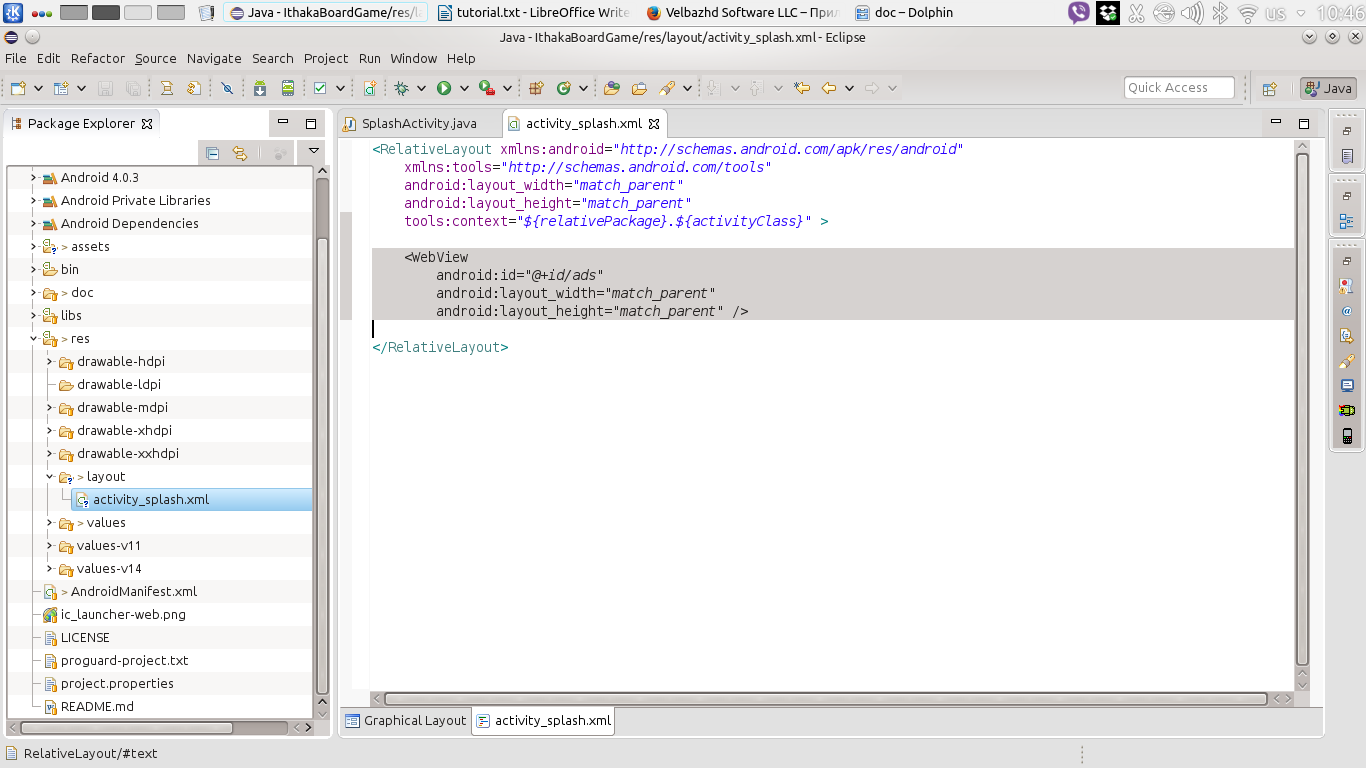 Java - IthakaBoardGame/res/la
tutorial.txt - LibreOffice Write
Velbazhd Software LLC – При
doc – Dolphin
us
10:46
Java - IthakaBoardGame/res/layout/activity_splash.xml - Eclipse
File Edit Refactor Source Navigate Search Project Run Window Help
Quick Access
Java
Package Explorer
SpлashActivity.java
activity_splash.xml
Android 4.0.3
Android Private Libraries
Android Dependencies
> assets
bin
> doc
libs
> res
drawable-hdpi
drawable-ldpi
drawable-mdpi
drawable-xhdpi
drawable-xxhdpi
> layout
activity_splash.xml
> values
values-v11
values-v14
> AndroidManifest.xml
ic_launcher-web.png
LICENSE
proguard-project.txt
project.properties
README.md
<RelativeLayout xmlns:android="http://schemas.android.com/apk/res/android"
xmlns:tools="http://schemas.android.com/tools"
android:layout_width="match_parent"
android:layout_height="match_parent"
tools:context="${relativePackage}.${activityClass}" >
<WebView
android:id="@+id/ads"
android:layout_width="match_parent"
android:layout_height="match_parent" />
</RelativeLayout>
Graphical Layout
activity_splash.xml
RelativeLayout/#text